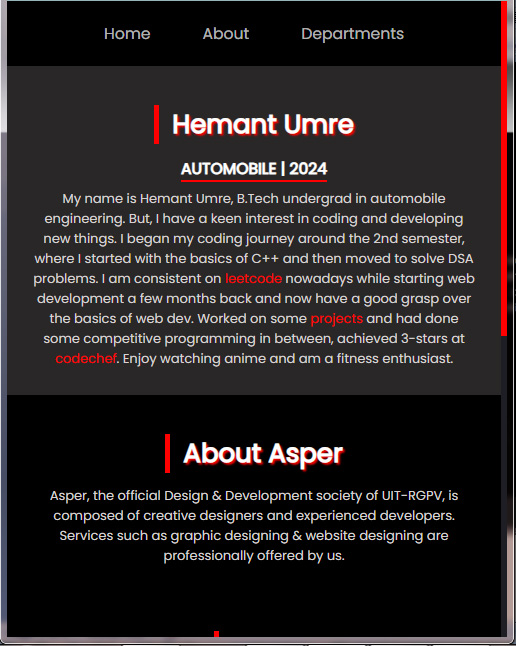 Home About Departments
Hemant Umre
AUTOMOBILE | 2024
My name is Hemant Umre, B.Tech undergrad in automobile
engineering. But, I have a keen interest in coding and developing
new things. I began my coding journey around the 2nd semester,
where I started with the basics of C++ and then moved to solve DSA
problems. I am consistent on leetcode nowadays while starting web
development a few months back and now have a good grasp over
the basics of web dev. Worked on some projects and had done
some competitive programming in between, achieved 3-stars at
codechef. Enjoy watching anime and am a fitness enthusiast.
About Asper
Asper, the official Design & Development society of UIT-RGPV, is
composed of creative designers and experienced developers.
Services such as graphic designing & website designing are
professionally offered by us.